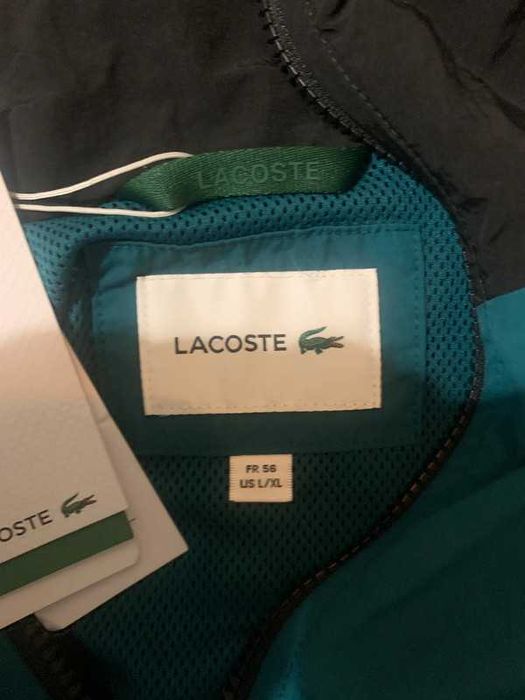 LACOSTE
LACOSTE
FR 56
US L/XL
OSTE